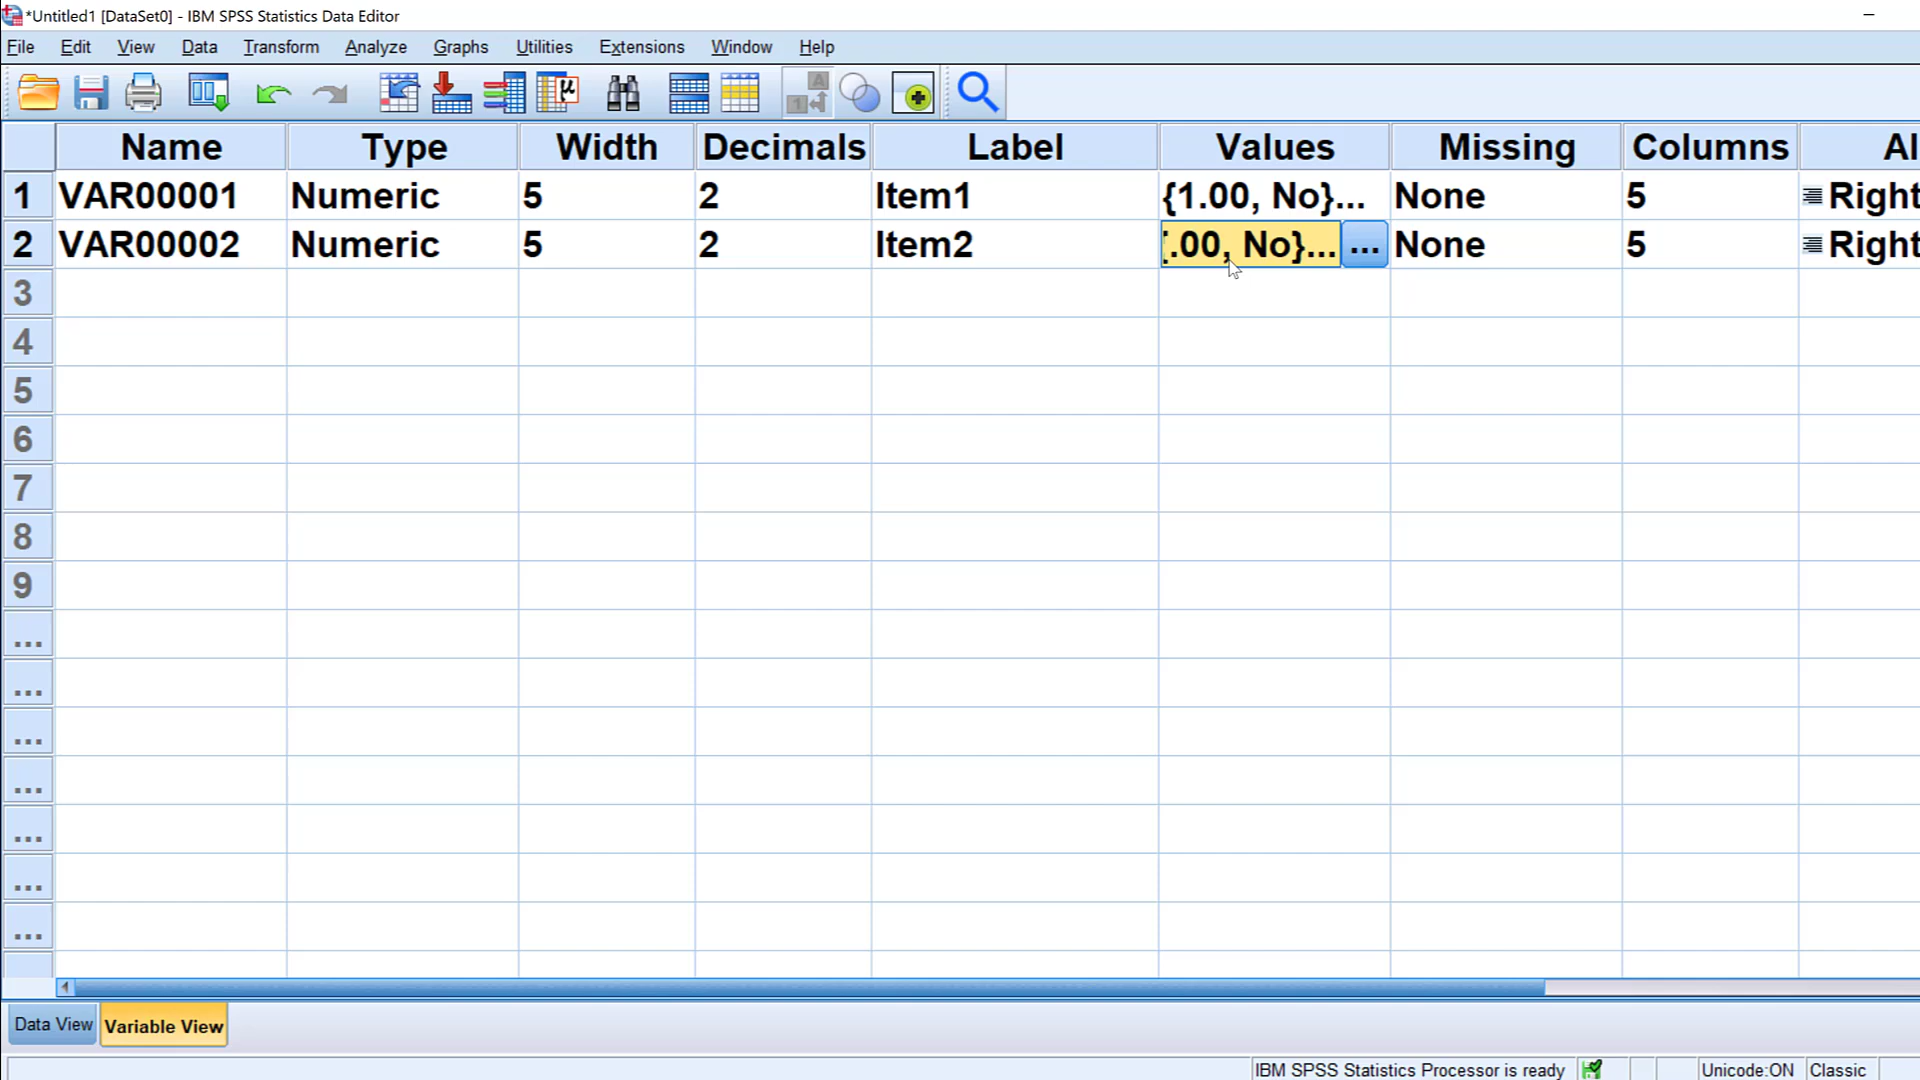 *Untitled1 [DataSet0] - IBM SPSS Statistics Data Editor
File Edit View Data Transform Analyze Graphs Utilities Extensions Window Help
Name Type Width Decimals Label Values Missing Columns Al
1 VAR00001 Numeric 5 2 Item1 {1.00, No}... None 5 Right
2 VAR00002 Numeric 5 2 Item2 .00, No}... ... None 5 Right
3
4
5
6
7
8
9
...
...
...
...
...
...
...
Data View Variable View
IBM SPSS Statistics Processor is ready Unicode:ON Classic